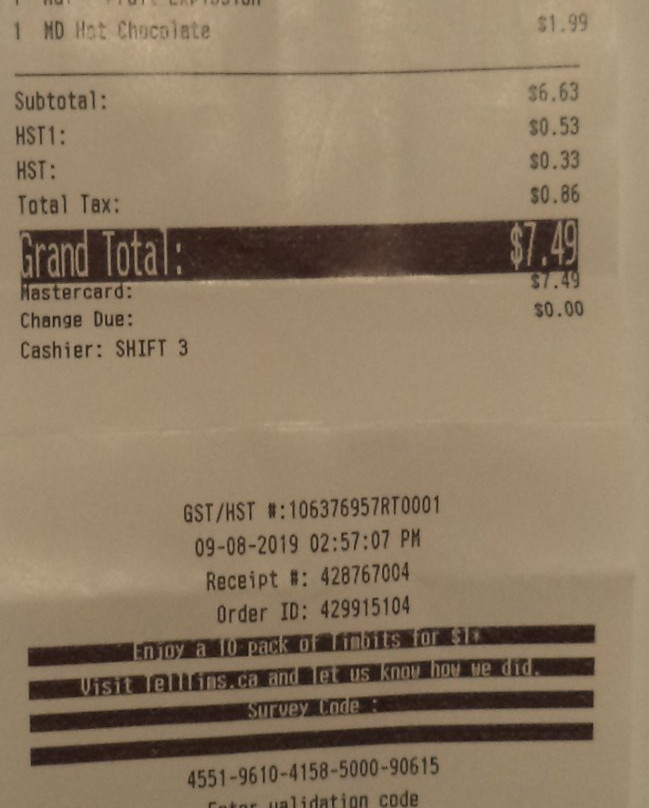 1 MD Hot Chocolate $1.99
Subtotal: $6.63
HST1: $0.53
HST: $0.33
Total Tax: $0.86
Grand Total: $7.49
Mastercard: $7.49
Change Due: $0.00
Cashier: SHIFT 3
GST/HST #:106376957RT0001
09-08-2019 02:57:07 PM
Receipt #: 428767004
Order ID: 429915104
Enjoy a 10 pack of Timbits for $1*
Visit TellTims.ca and let us know how we did.
Survey Code :
4551-9610-4158-5000-90615
Enter validation code